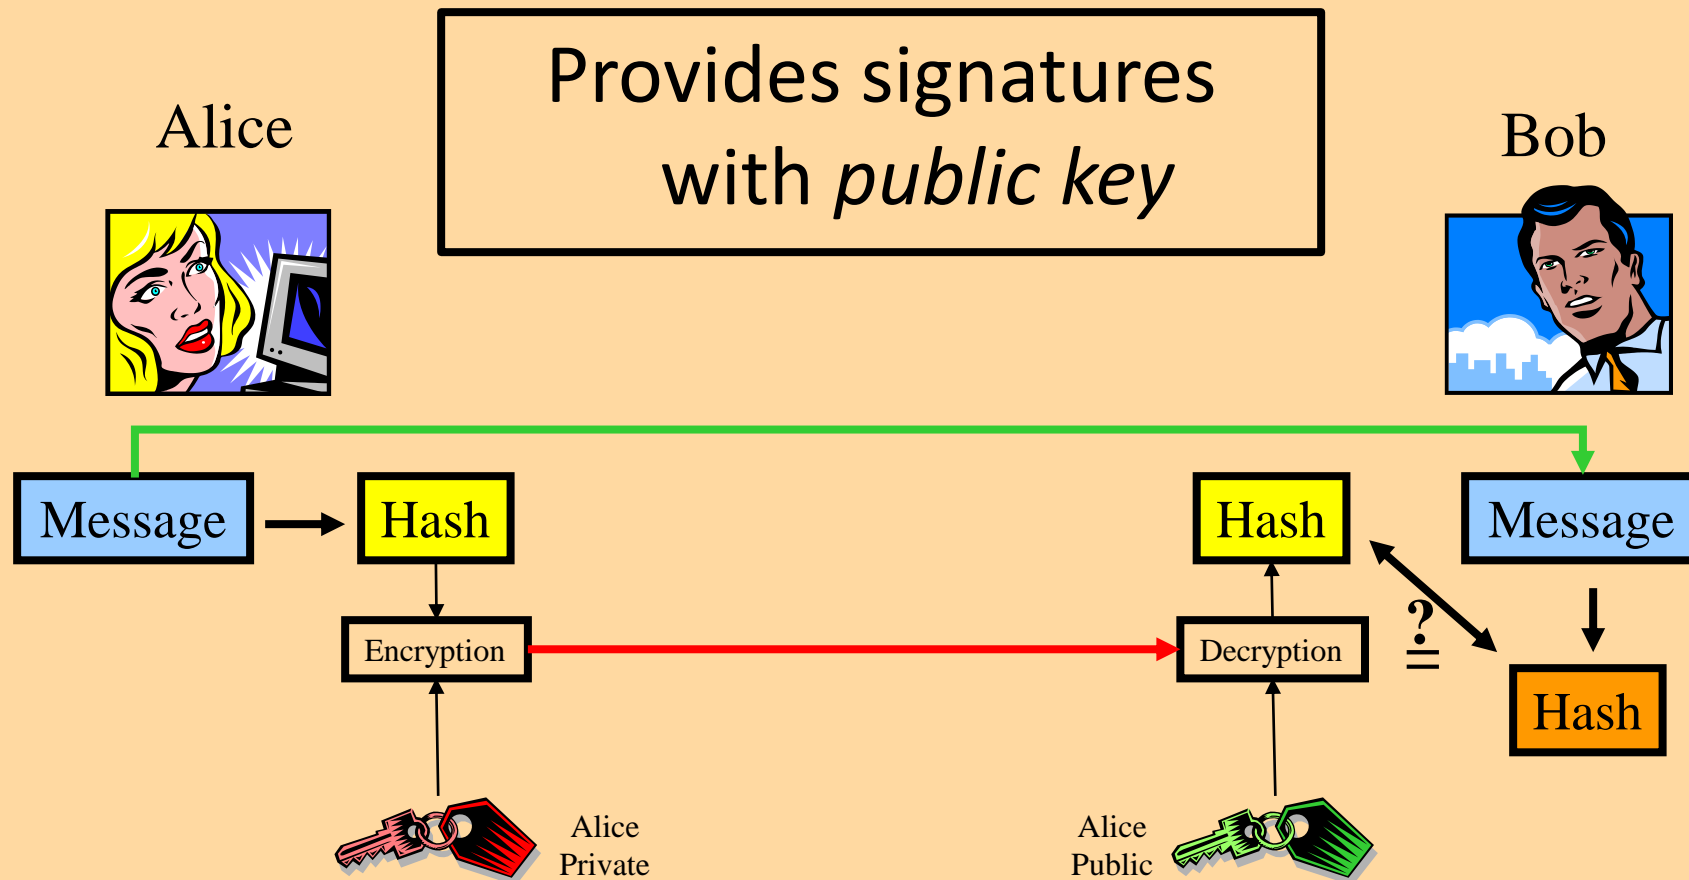 Provides signatures
with public key
Alice
Bob
Message
Hash
Hash
Message
Encryption
Decryption
?
=
Hash
Alice
Private
Alice
Public